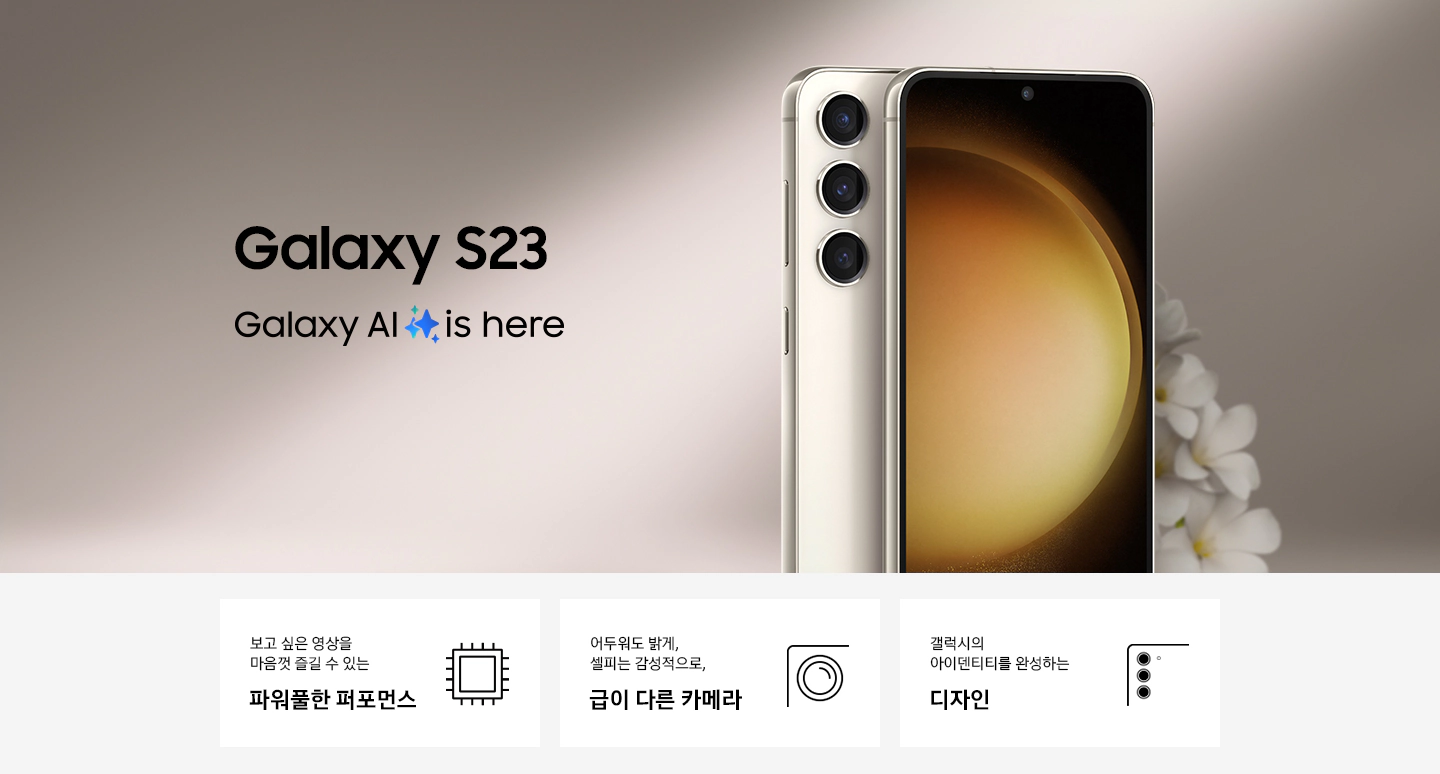 Galaxy S23
Galaxy AI is here
보고 싶은 영상을
마음껏 즐길 수 있는
파워풀한 퍼포먼스
어두워도 밝게,
셀피는 감성적으로,
급이 다른 카메라
갤럭시의
아이덴티티를 완성하는
디자인